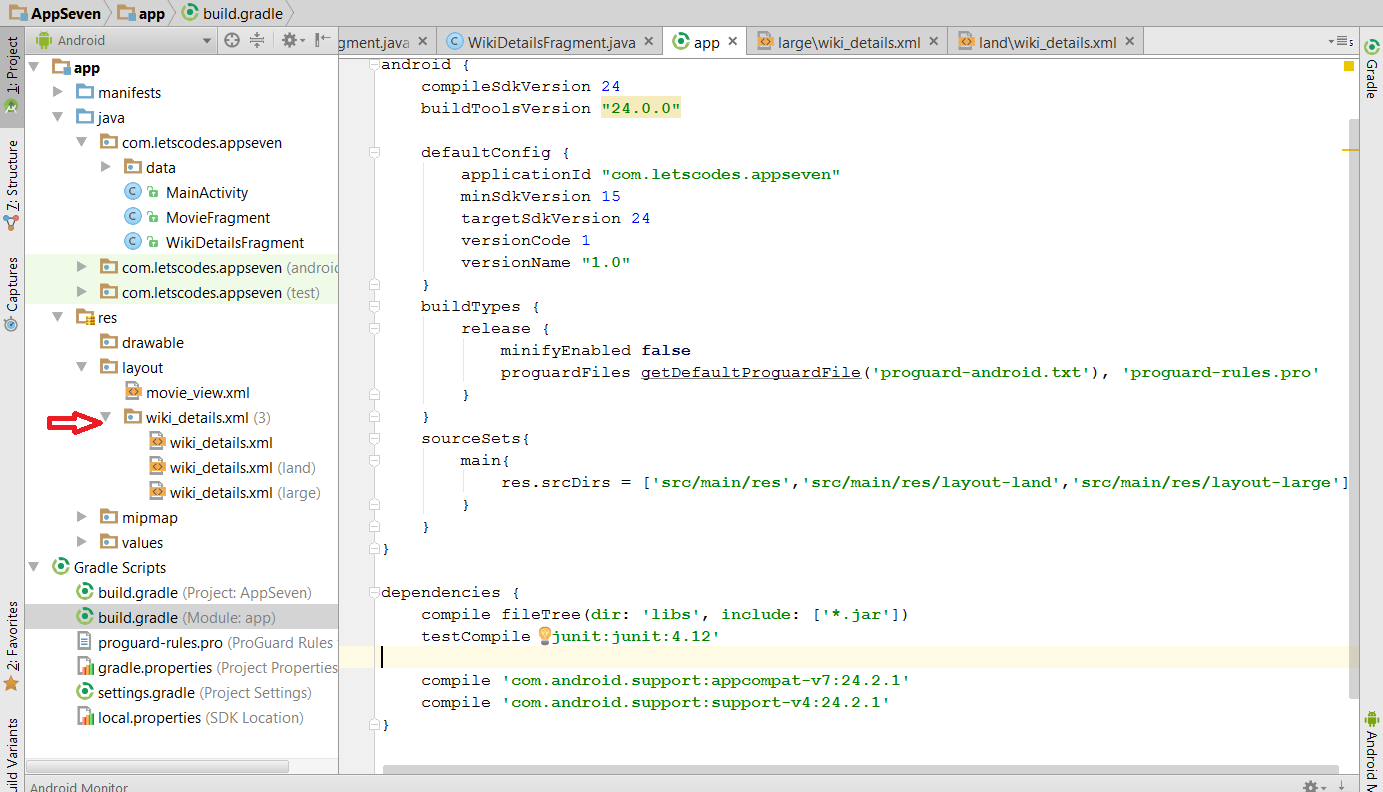 AppSeven app build.gradle
Android
gment.java WikiDetailsFragment.java app large\wiki_details.xml land\wiki_details.xml 5
1: Project
7: Structure
Captures
2: Favorites
uild Variants
app
manifests
java
com.letscodes.appseven
data
MainActivity
MovieFragment
WikiDetailsFragment
com.letscodes.appseven (androi
com.letscodes.appseven (test)
res
drawable
layout
movie_view.xml
wiki_details.xml (3)
wiki_details.xml
wiki_details.xml (land)
wiki_details.xml (large)
mipmap
values
Gradle Scripts
build.gradle (Project: AppSeven)
build.gradle (Module: app)
proguard-rules.pro (ProGuard Rules
gradle.properties (Project Properties
settings.gradle (Project Settings)
local.properties (SDK Location)
android {
compileSdkVersion 24
buildToolsVersion "24.0.0"
defaultConfig {
applicationId "com.letscodes.appseven"
minSdkVersion 15
targetSdkVersion 24
versionCode 1
versionName "1.0"
}
buildTypes {
release {
minifyEnabled false
proguardFiles getDefaultProguardFile('proguard-android.txt'), 'proguard-rules.pro'
}
}
sourceSets{
main{
res.srcDirs = ['src/main/res','src/main/res/layout-land','src/main/res/layout-large']
}
}
}
dependencies {
compile fileTree(dir: 'libs', include: ['*.jar'])
testCompile junit:junit:4.12'
compile 'com.android.support:appcompat-v7:24.2.1'
compile 'com.android.support:support-v4:24.2.1'
}
Gradle
Android M
Android Monitor